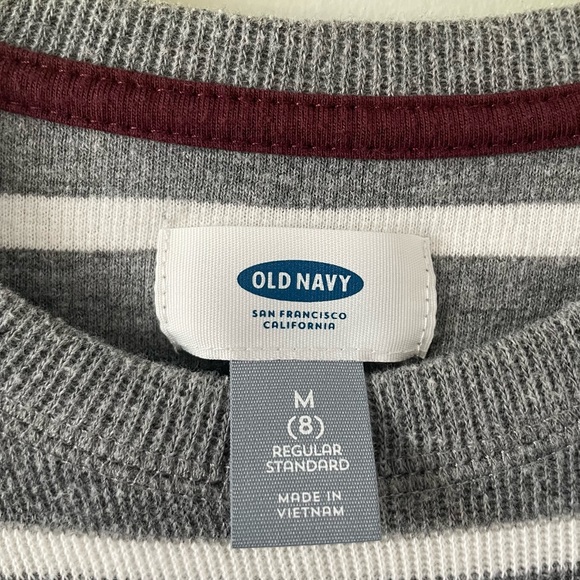 OLD NAVY
SAN FRANCISCO
CALIFORNIA
M
(8)
REGULAR
STANDARD
MADE IN
VIETNAM